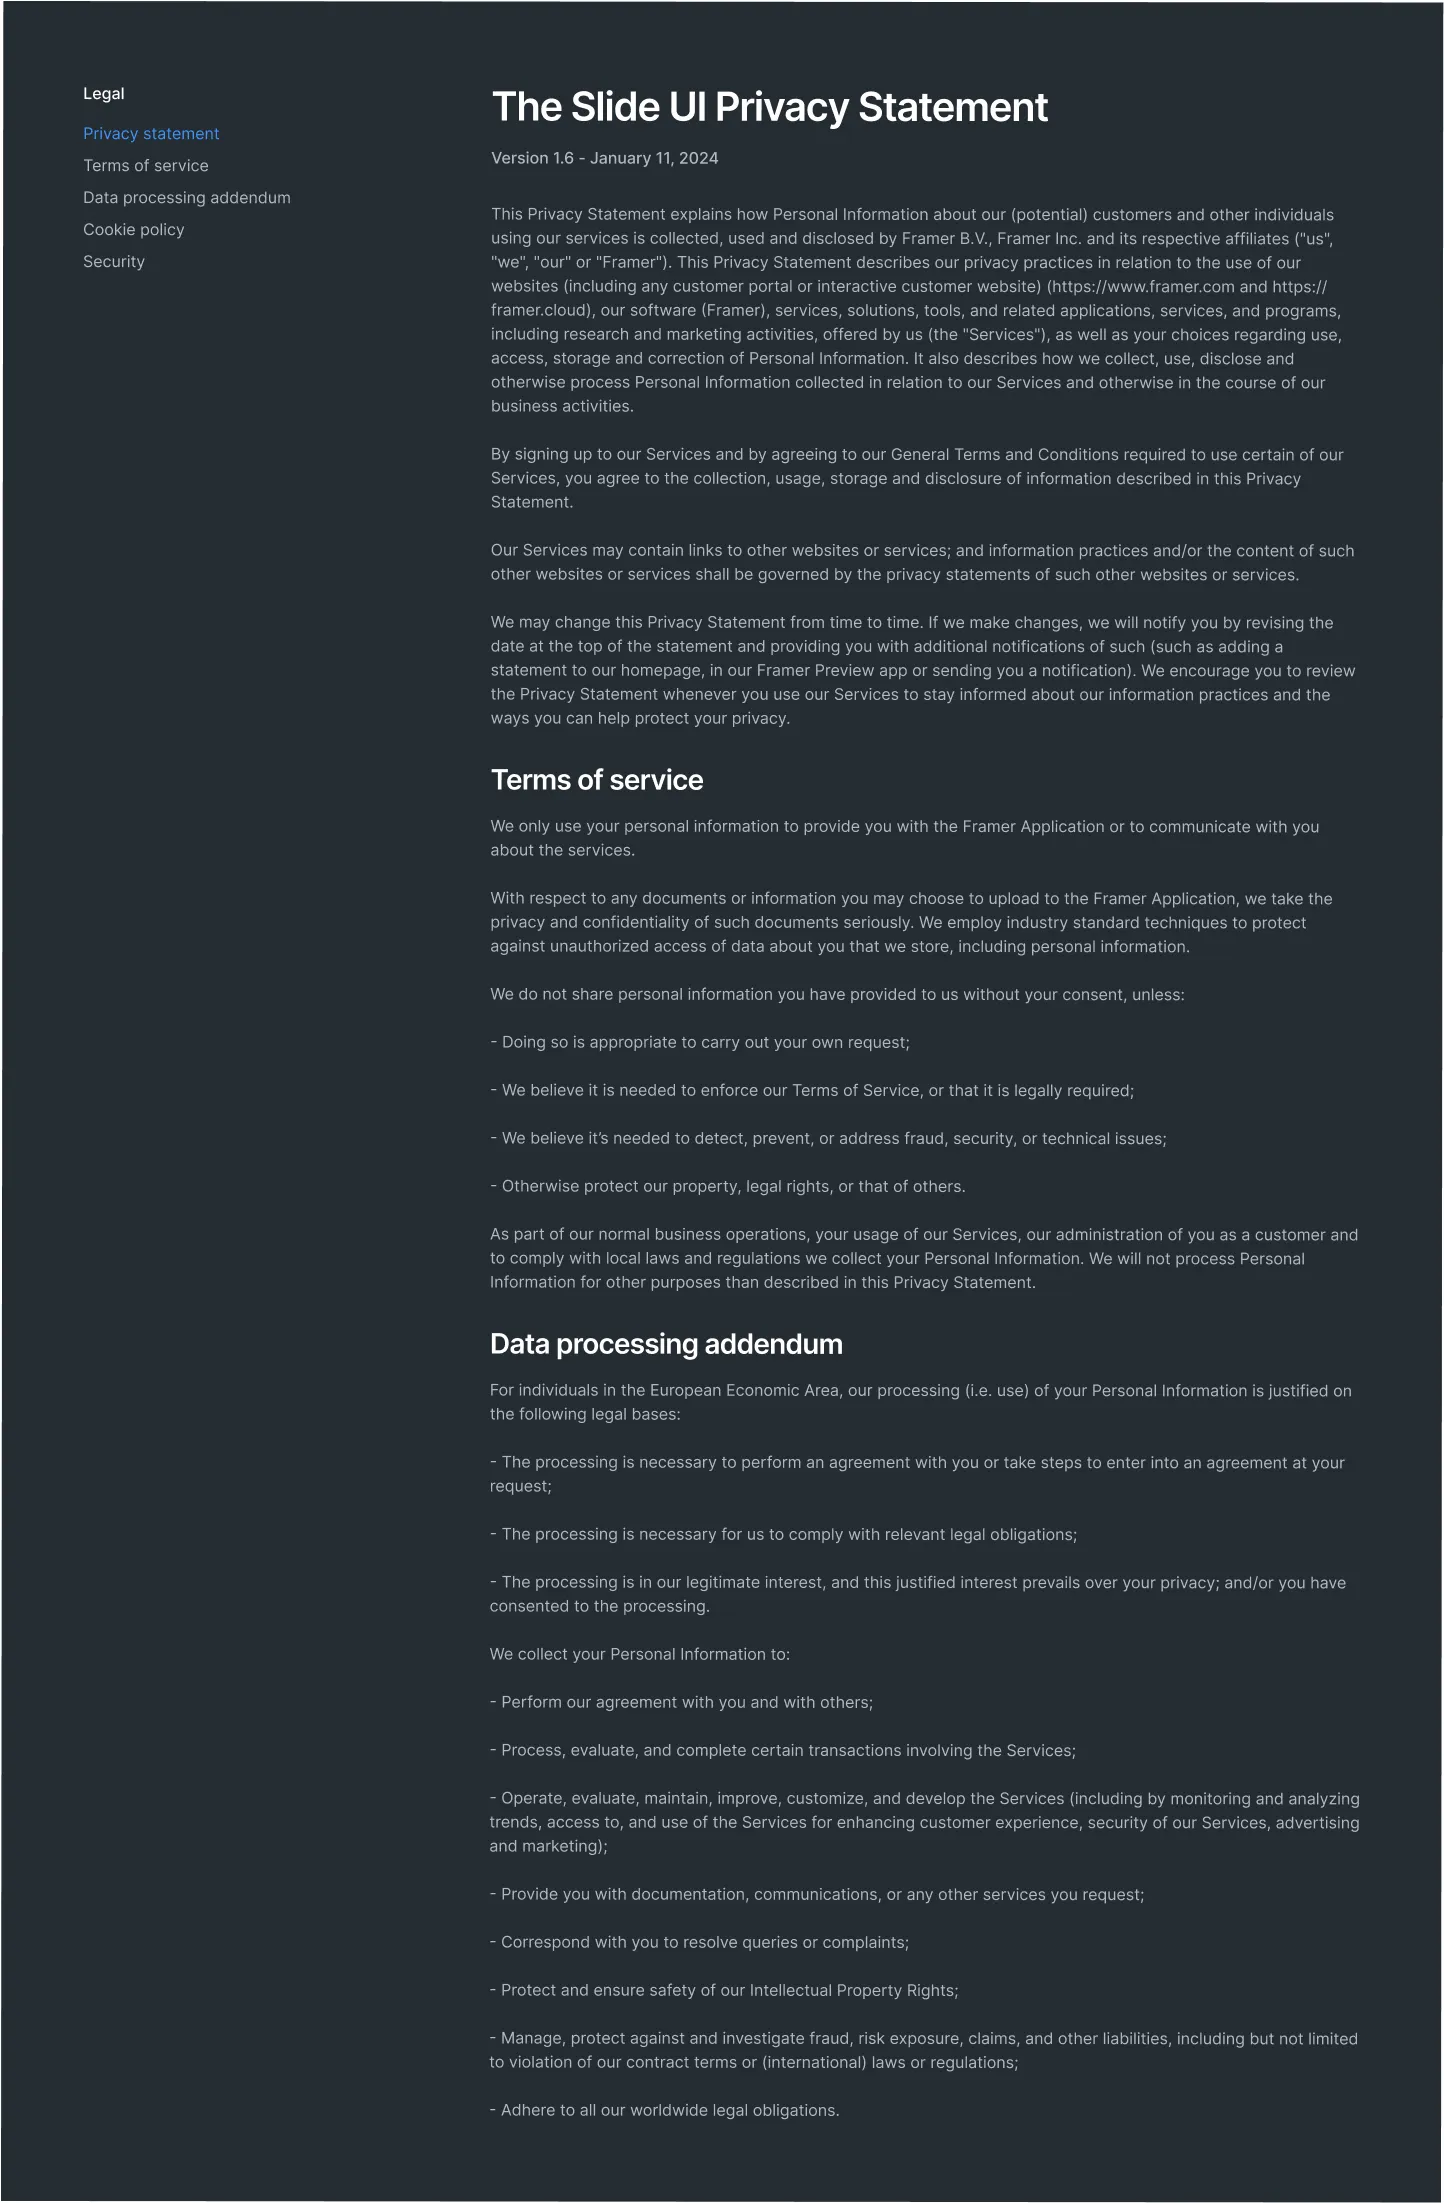 Legal
Privacy statement
Terms of service
Data processing addendum
Cookie policy
Security
The Slide UI Privacy Statement
Version 1.6 - January 11, 2024
This Privacy Statement explains how Personal Information about our (potential) customers and other individuals
using our services is collected, used and disclosed by Framer B.V., Framer Inc. and its respective affiliates ("us",
"we", "our" or "Framer"). This Privacy Statement describes our privacy practices in relation to the use of our
websites (including any customer portal or interactive customer website) (https://www.framer.com and https://
framer.cloud), our software (Framer), services, solutions, tools, and related applications, services, and programs,
including research and marketing activities, offered by us (the "Services"), as well as your choices regarding use,
access, storage and correction of Personal Information. It also describes how we collect, use, disclose and
otherwise process Personal Information collected in relation to our Services and otherwise in the course of our
business activities.
By signing up to our Services and by agreeing to our General Terms and Conditions required to use certain of our
Services, you agree to the collection, usage, storage and disclosure of information described in this Privacy
Statement.
Our Services may contain links to other websites or services; and information practices and/or the content of such
other websites or services shall be governed by the privacy statements of such other websites or services.
We may change this Privacy Statement from time to time. If we make changes, we will notify you by revising the
date at the top of the statement and providing you with additional notifications of such (such as adding a
statement to our homepage, in our Framer Preview app or sending you a notification). We encourage you to review
the Privacy Statement whenever you use our Services to stay informed about our information practices and the
ways you can help protect your privacy.
Terms of service
We only use your personal information to provide you with the Framer Application or to communicate with you
about the services.
With respect to any documents or information you may choose to upload to the Framer Application, we take the
privacy and confidentiality of such documents seriously. We employ industry standard techniques to protect
against unauthorized access of data about you that we store, including personal information.
We do not share personal information you have provided to us without your consent, unless:
- Doing so is appropriate to carry out your own request;
- We believe it is needed to enforce our Terms of Service, or that it is legally required;
- We believe it’s needed to detect, prevent, or address fraud, security, or technical issues;
- Otherwise protect our property, legal rights, or that of others.
As part of our normal business operations, your usage of our Services, our administration of you as a customer and
to comply with local laws and regulations we collect your Personal Information. We will not process Personal
Information for other purposes than described in this Privacy Statement.
Data processing addendum
For individuals in the European Economic Area, our processing (i.e. use) of your Personal Information is justified on
the following legal bases:
- The processing is necessary to perform an agreement with you or take steps to enter into an agreement at your
request;
- The processing is necessary for us to comply with relevant legal obligations;
- The processing is in our legitimate interest, and this justified interest prevails over your privacy; and/or you have
consented to the processing.
We collect your Personal Information to:
- Perform our agreement with you and with others;
- Process, evaluate, and complete certain transactions involving the Services;
- Operate, evaluate, maintain, improve, customize, and develop the Services (including by monitoring and analyzing
trends, access to, and use of the Services for enhancing customer experience, security of our Services, advertising
and marketing);
- Provide you with documentation, communications, or any other services you request;
- Correspond with you to resolve queries or complaints;
- Protect and ensure safety of our Intellectual Property Rights;
- Manage, protect against and investigate fraud, risk exposure, claims, and other liabilities, including but not limited
to violation of our contract terms or (international) laws or regulations;
- Adhere to all our worldwide legal obligations.